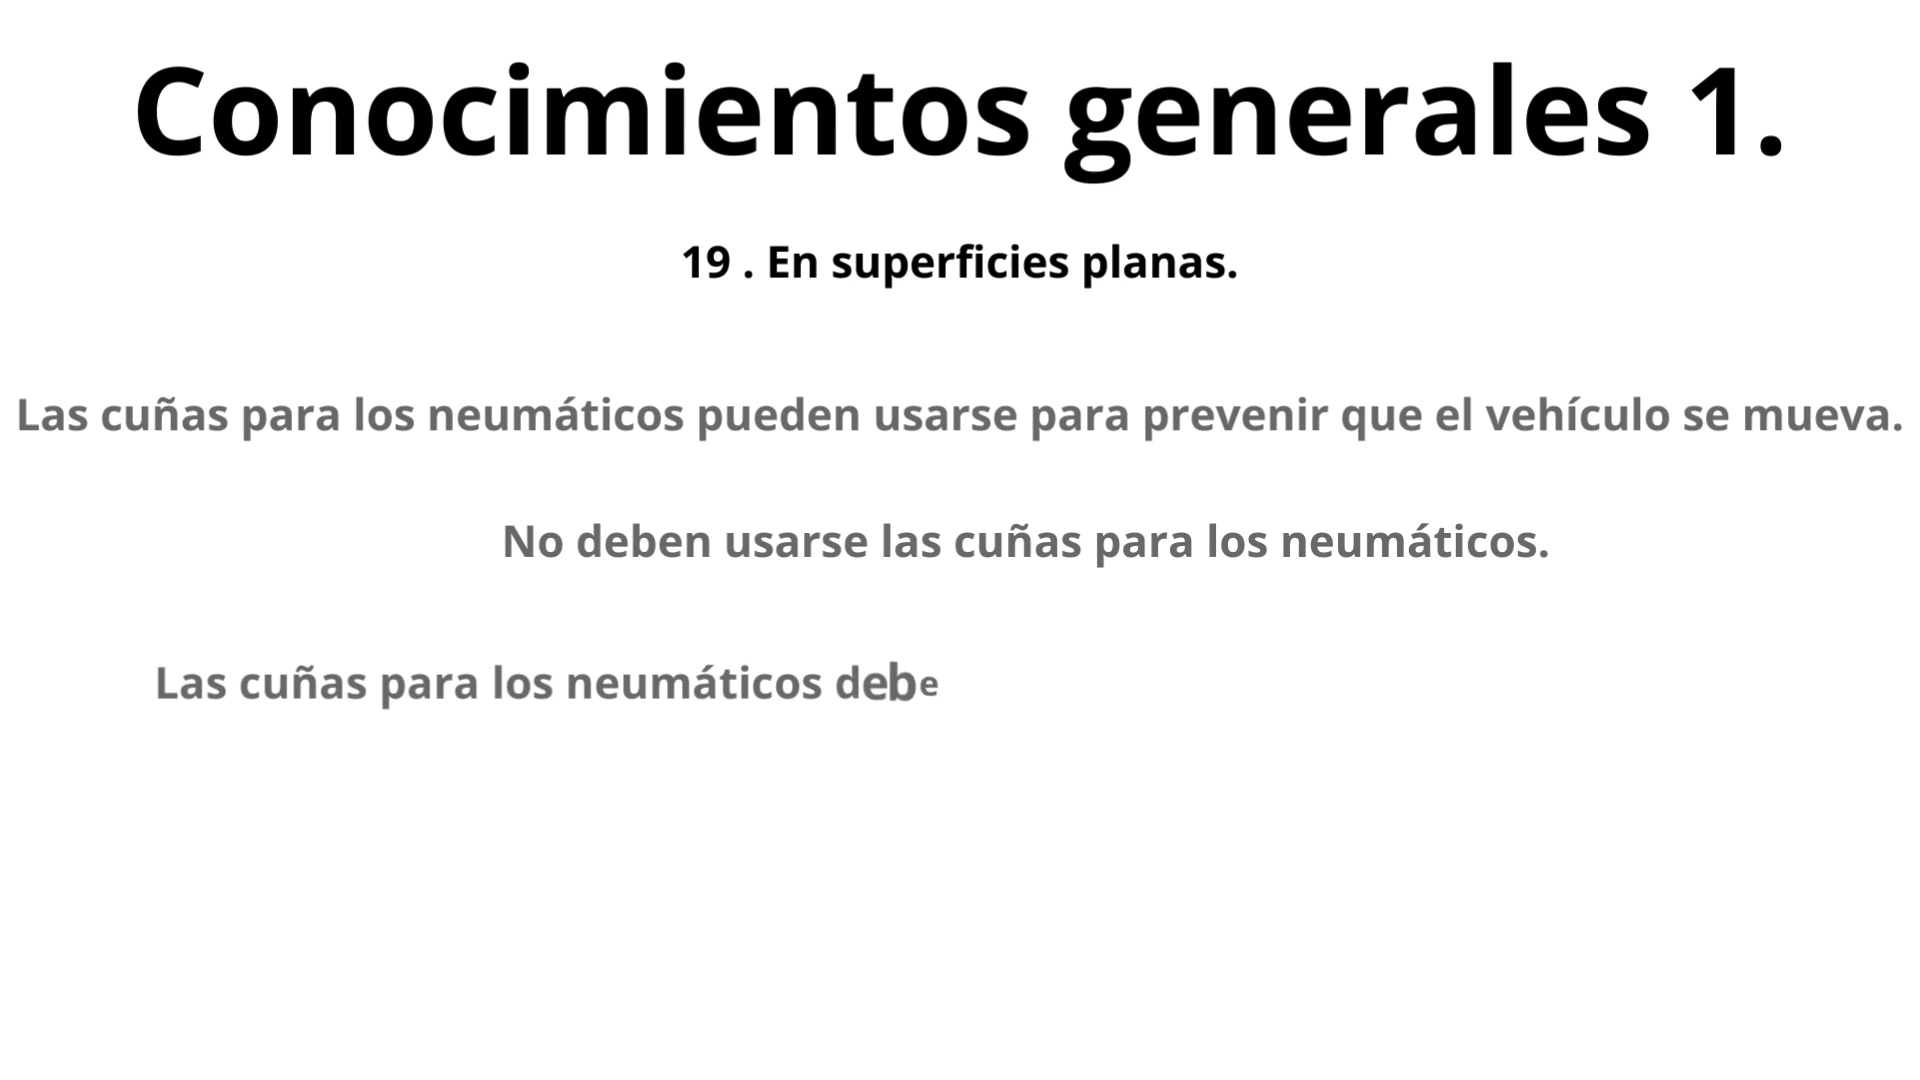 Conocimientos generales 1.
19 . En superficies planas.
Las cuñas para los neumáticos pueden usarse para prevenir que el vehículo se mueva.
No deben usarse las cuñas para los neumáticos.
Las cuñas para los neumáticos debe